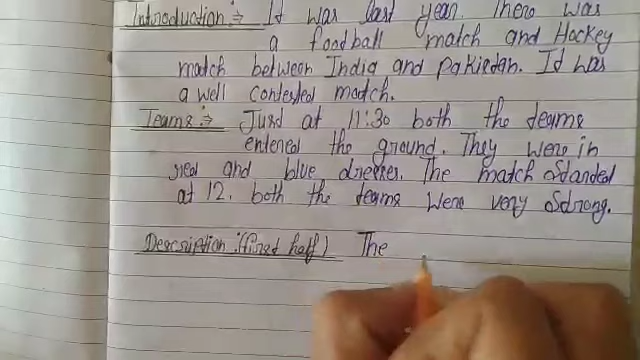 Introduction :→ It was last year. There was
a football match and Hockey
match between India and pakistan. It was
a well contested match.
Teams :→ Just at 11:30 both the teams
entered the ground. They were in
red and blue dresses. The match started
at 12. both the teams were very strong.
Description :(first half) The